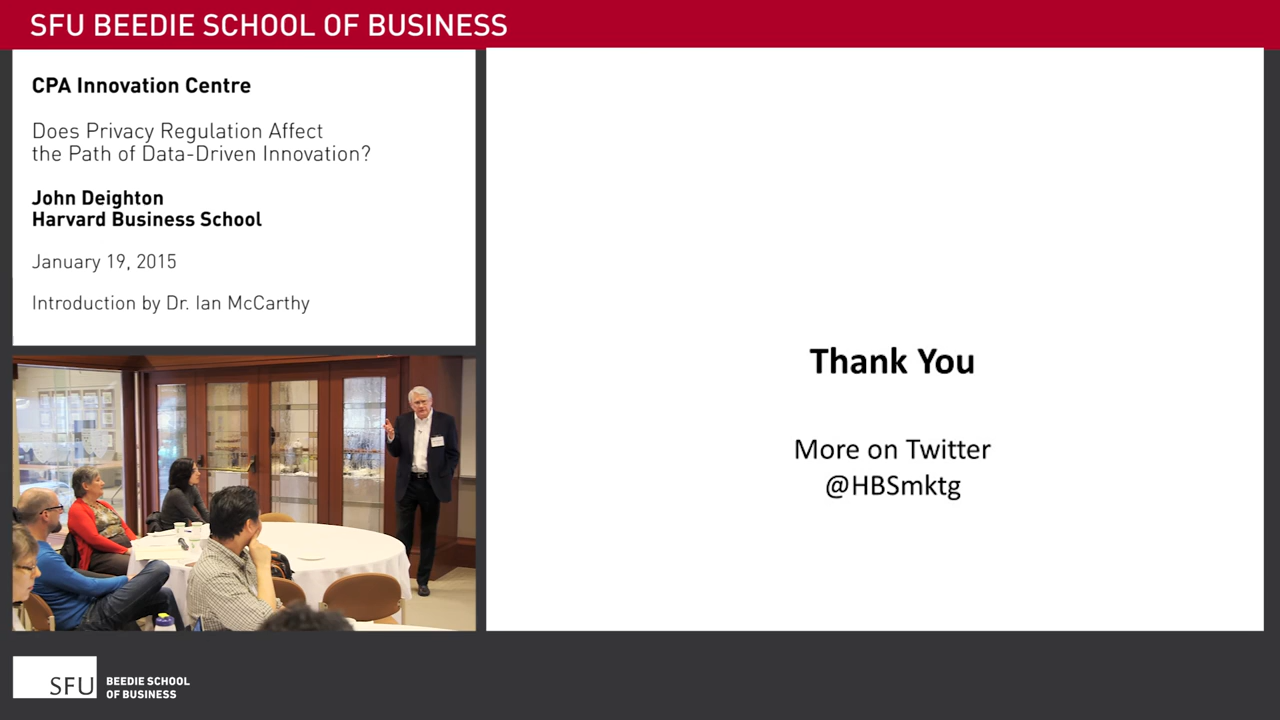 SFU BEEDIE SCHOOL OF BUSINESS
CPA Innovation Centre
Does Privacy Regulation Affect
the Path of Data-Driven Innovation?
John Deighton
Harvard Business School
January 19, 2015
Introduction by Dr. Ian McCarthy
Thank You
More on Twitter
@HBSmktg
SFU
BEEDIE SCHOOL
OF BUSINESS